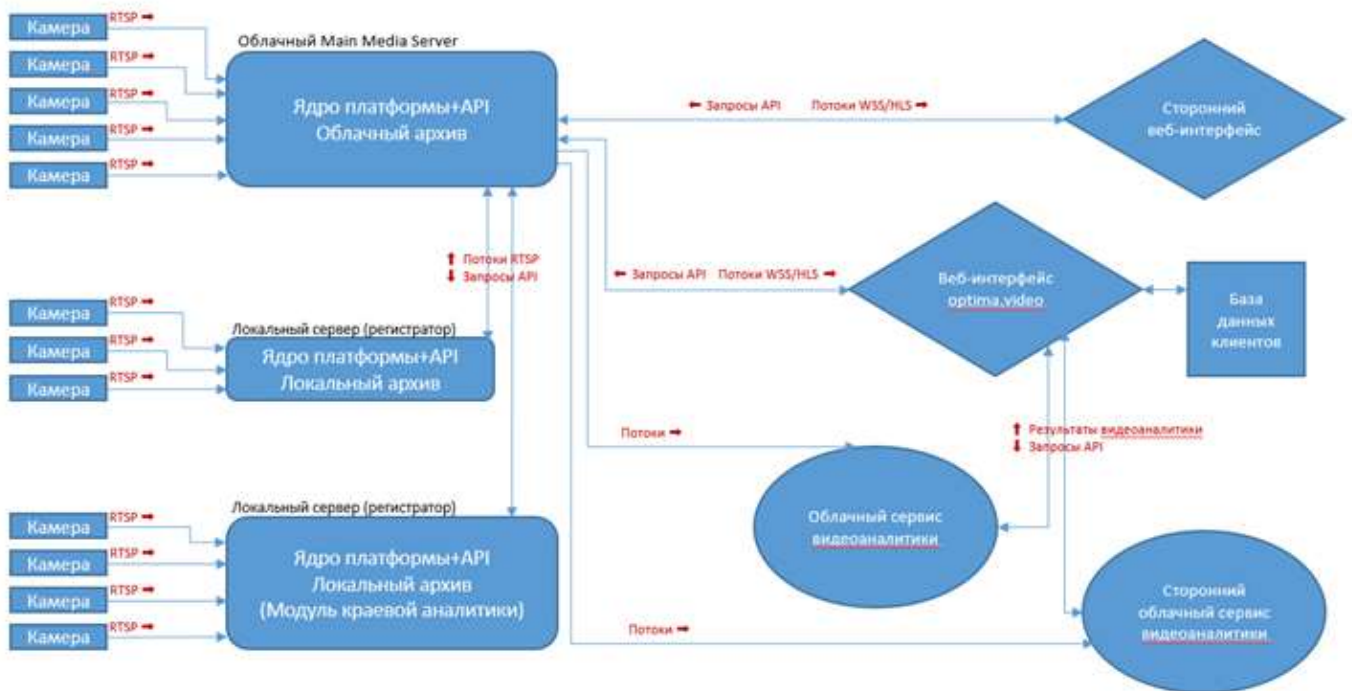 Камера
RTSP ➡
Камера
RTSP ➡
Камера
RTSP ➡
Камера
RTSP ➡
Камера
RTSP ➡
Облачный Main Media Server
Ядро платформы+API
Облачный архив
⬅ Запросы API Потоки WSS/HLS ➡
Сторонний
веб-интерфейс
⬆ Потоки RTSP
⬇ Запросы API
⬅ Запросы API Потоки WSS/HLS ➡
Веб-интерфейс
optima.video
База
данных
клиентов
Камера
RTSP ➡
Камера
RTSP ➡
Камера
RTSP ➡
Локальный сервер (регистратор)
Ядро платформы+API
Локальный архив
Потоки ➡
⬆ Результаты видеоаналитики
⬇ Запросы API
Облачный сервис
видеоаналитики
Камера
RTSP ➡
Камера
RTSP ➡
Камера
RTSP ➡
Камера
RTSP ➡
Локальный сервер (регистратор)
Ядро платформы+API
Локальный архив
(Модуль краевой аналитики)
Потоки ➡
Сторонний
облачный сервис
видеоаналитики